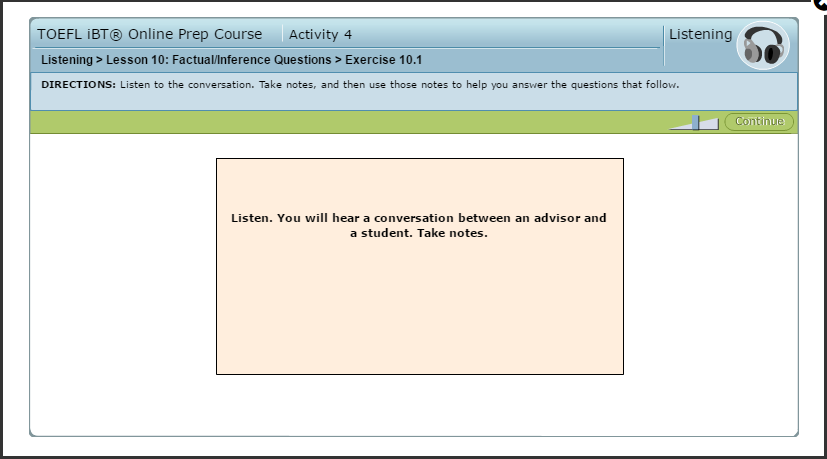 TOEFL iBT® Online Prep Course Activity 4 Listening
Listening > Lesson 10: Factual/Inference Questions > Exercise 10.1
DIRECTIONS: Listen to the conversation. Take notes, and then use those notes to help you answer the questions that follow.
Continue
Listen. You will hear a conversation between an advisor and
a student. Take notes.